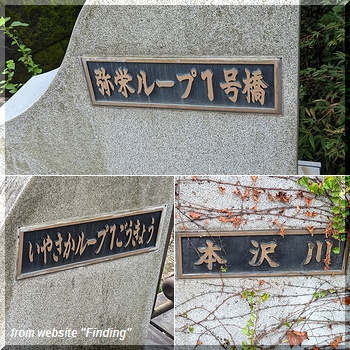 弥栄ループ1号橋
いやさかループ1ごうきょう
本沢川
from website "Finding"